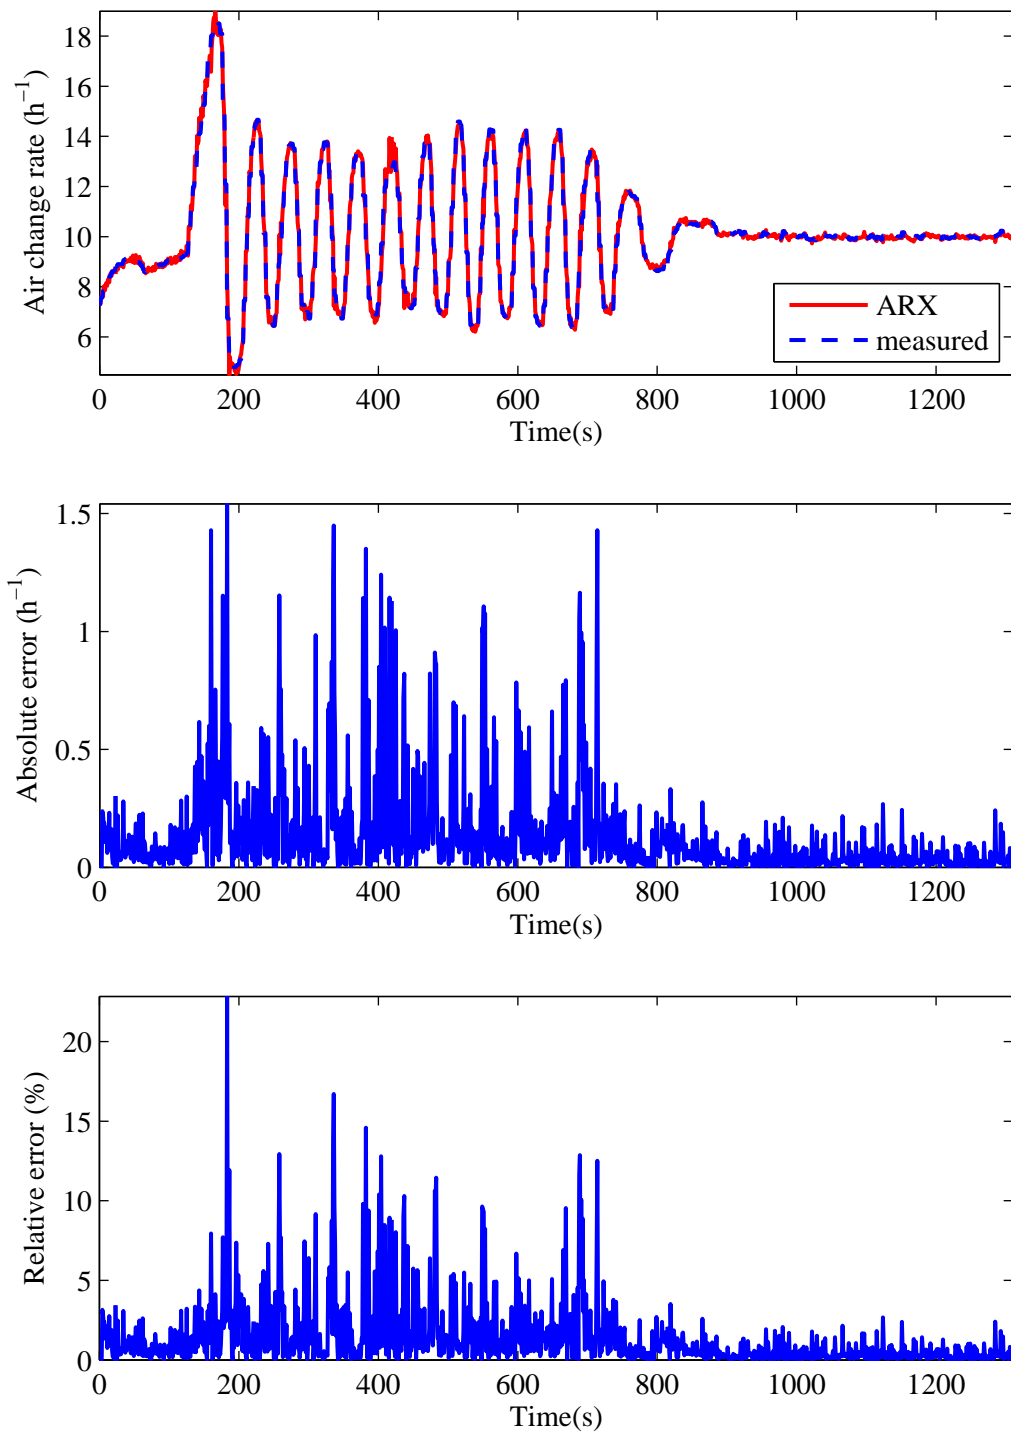 18
16
14
12
10
8
6
Air change rate (h⁻¹)
ARX
measured
0 200 400 600 800 1000 1200
Time(s)
1.5
1
0.5
0
Absolute error (h⁻¹)
0 200 400 600 800 1000 1200
Time(s)
20
15
10
5
0
Relative error (%)
0 200 400 600 800 1000 1200
Time(s)